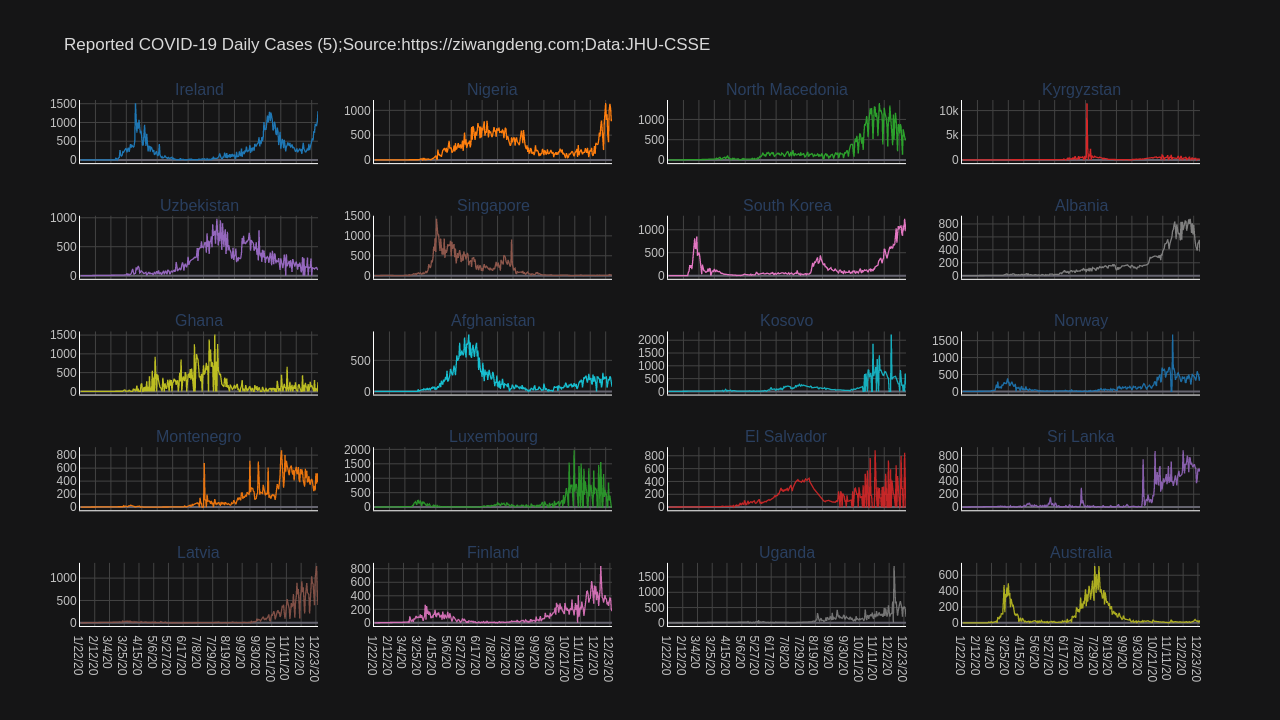 Reported COVID-19 Daily Cases (5);Source:https://ziwangdeng.com;Data:JHU-CSSE
Ireland
1500
1000
500
0
Nigeria
1000
500
0
North Macedonia
1000
500
0
Kyrgyzstan
10k
5k
0
Uzbekistan
1000
500
0
Singapore
1500
1000
500
0
South Korea
1000
500
0
Albania
800
600
400
200
0
Ghana
1500
1000
500
0
Afghanistan
500
0
Kosovo
2000
1500
1000
500
0
Norway
1500
1000
500
0
Montenegro
800
600
400
200
0
Luxembourg
2000
1500
1000
500
0
El Salvador
800
600
400
200
0
Sri Lanka
800
600
400
200
0
Latvia
1000
500
0
Finland
800
600
400
200
0
Uganda
1500
1000
500
0
Australia
600
400
200
0
1/22/20 2/12/20 3/4/20 3/25/20 4/15/20 5/6/20 5/27/20 6/17/20 7/8/20 7/29/20 8/19/20 9/9/20 9/30/20 10/21/20 11/11/20 12/2/20 12/23/20
1/22/20 2/12/20 3/4/20 3/25/20 4/15/20 5/6/20 5/27/20 6/17/20 7/8/20 7/29/20 8/19/20 9/9/20 9/30/20 10/21/20 11/11/20 12/2/20 12/23/20
1/22/20 2/12/20 3/4/20 3/25/20 4/15/20 5/6/20 5/27/20 6/17/20 7/8/20 7/29/20 8/19/20 9/9/20 9/30/20 10/21/20 11/11/20 12/2/20 12/23/20
1/22/20 2/12/20 3/4/20 3/25/20 4/15/20 5/6/20 5/27/20 6/17/20 7/8/20 7/29/20 8/19/20 9/9/20 9/30/20 10/21/20 11/11/20 12/2/20 12/23/20